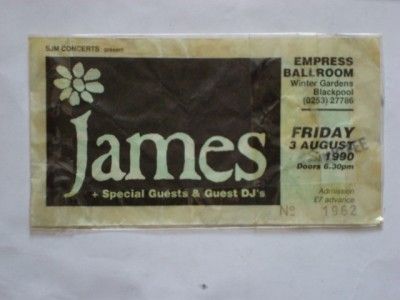 SJM CONCERTS present
James
+ Special Guests & Guest DJ's
EMPRESS
BALLROOM
Winter Gardens
Blackpool
(0253) 27786
FRIDAY
3 AUGUST
1990
Doors 6.30pm
Admission
£7 advance
No 1962